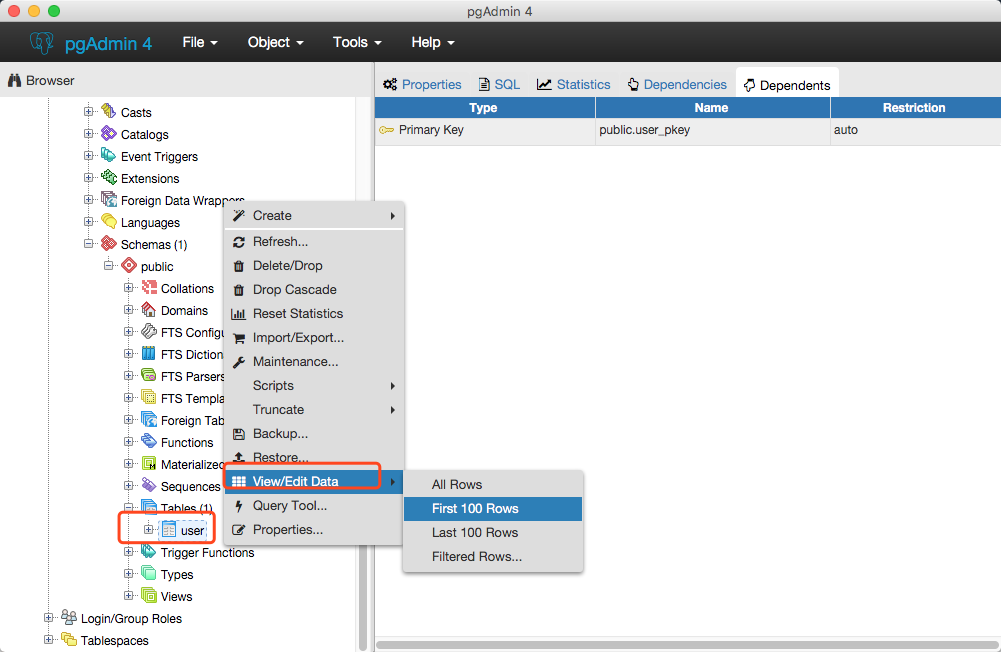 pgAdmin 4
pgAdmin 4 File Object Tools Help
Browser
Properties SQL Statistics Dependencies Dependents
Type Name Restriction
Primary Key public.user_pkey auto
Casts
Catalogs
Event Triggers
Extensions
Foreign Data Wrappers
Languages
Schemas (1)
public
Collations
Domains
FTS Configu
FTS Diction
FTS Parsers
FTS Templa
Foreign Tab
Functions
Materialized
Sequences
Tables (1)
user
Trigger Functions
Types
Views
Login/Group Roles
Tablespaces
Create
Refresh...
Delete/Drop
Drop Cascade
Reset Statistics
Import/Export...
Maintenance...
Scripts
Truncate
Backup...
Restore...
View/Edit Data
Query Tool...
Properties...
All Rows
First 100 Rows
Last 100 Rows
Filtered Rows...